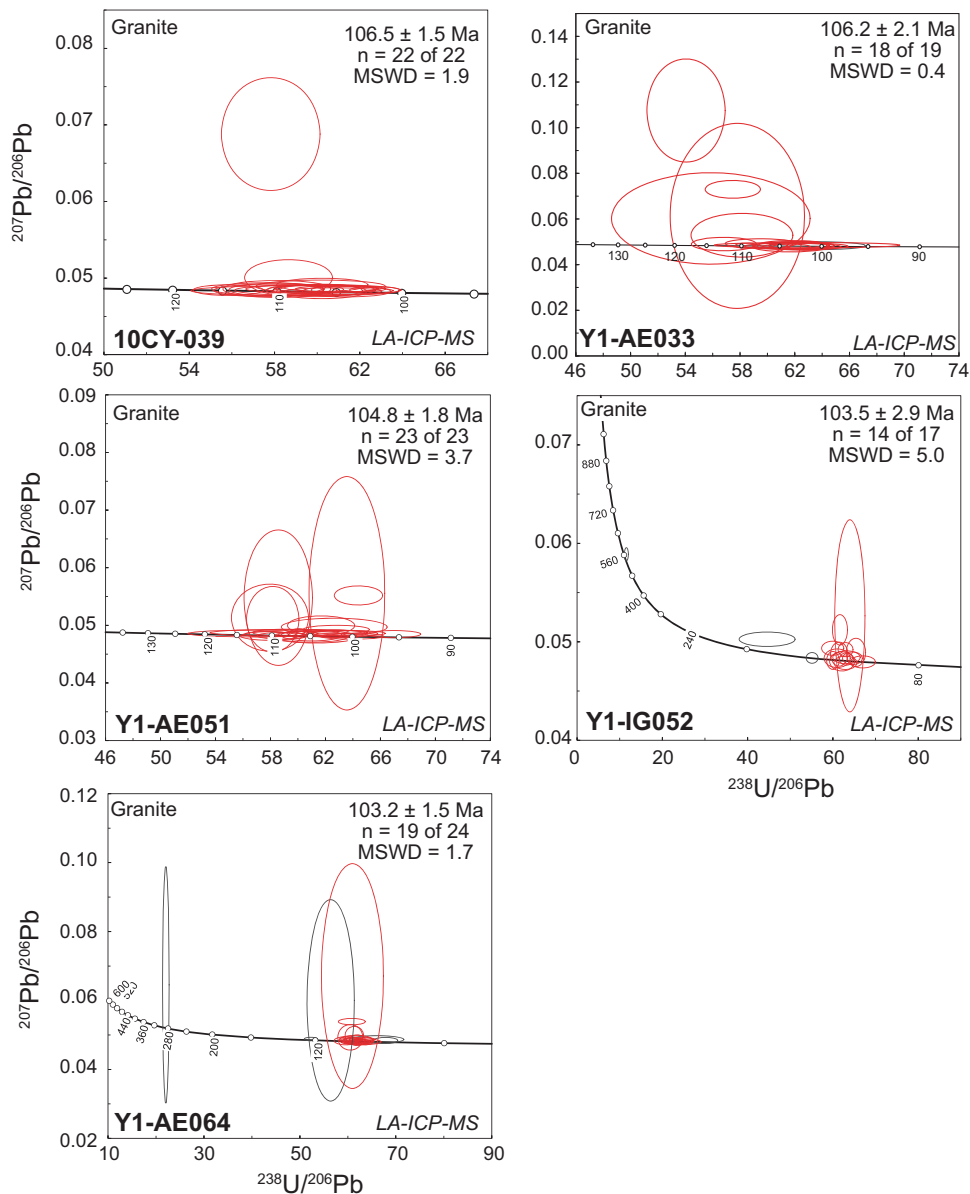 Granite
106.5 ± 1.5 Ma
n = 22 of 22
MSWD = 1.9
0.08
0.07
0.06
0.05
0.04
²⁰⁷Pb/²⁰⁶Pb
120
110
100
10CY-039
LA-ICP-MS
50 54 58 62 66
Granite
106.2 ± 2.1 Ma
n = 18 of 19
MSWD = 0.4
0.14
0.12
0.10
0.08
0.06
0.04
0.02
0.00
130
120
110
100
90
Y1-AE033
LA-ICP-MS
46 50 54 58 62 66 70 74
Granite
104.8 ± 1.8 Ma
n = 23 of 23
MSWD = 3.7
0.09
0.08
0.07
0.06
0.05
0.04
0.03
²⁰⁷Pb/²⁰⁶Pb
130
120
110
100
90
Y1-AE051
LA-ICP-MS
46 50 54 58 62 66 70 74
Granite
103.5 ± 2.9 Ma
n = 14 of 17
MSWD = 5.0
0.07
0.06
0.05
0.04
880
720
560
400
240
80
Y1-IG052
LA-ICP-MS
0 20 40 60 80
²³⁸U/²⁰⁶Pb
Granite
103.2 ± 1.5 Ma
n = 19 of 24
MSWD = 1.7
0.12
0.10
0.08
0.06
0.04
0.02
²⁰⁷Pb/²⁰⁶Pb
600
520
440
360
280
200
120
Y1-AE064
LA-ICP-MS
10 30 50 70 90
²³⁸U/²⁰⁶Pb